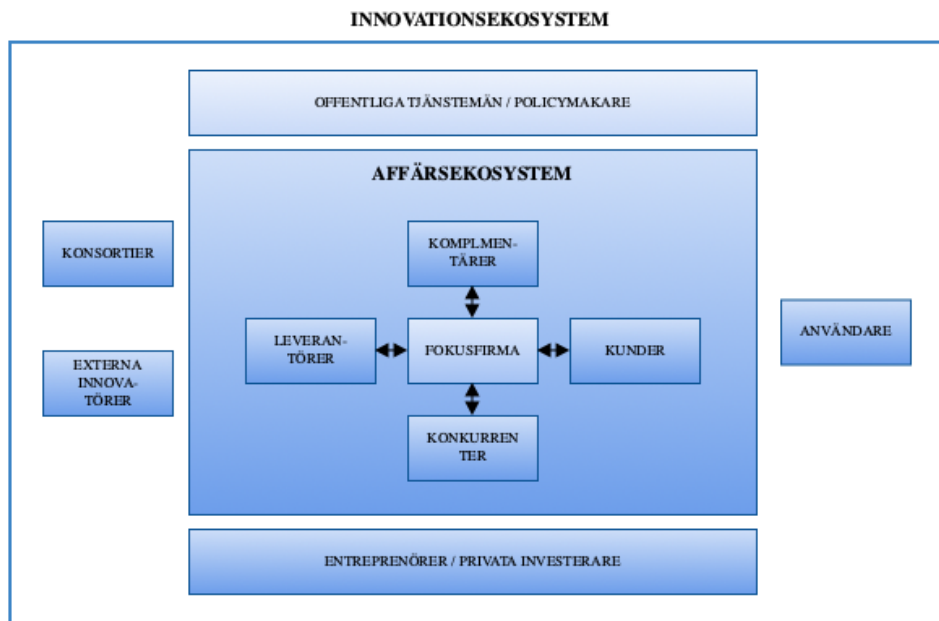 INNOVATIONSEKOSYSTEM
OFFENTLIGA TJÄNSTEMÄN / POLICYMAKARE
AFFÄRSEKOSYSTEM
KONSORTIER
KOMPLMEN-
TÄRER
LEVERAN-
TÖRER
FOKUSFIRMA
KUNDER
ANVÄNDARE
EXTERNA
INNOVA-
TÖRER
KONKURREN
TER
ENTREPRENÖRER / PRIVATA INVESTERARE